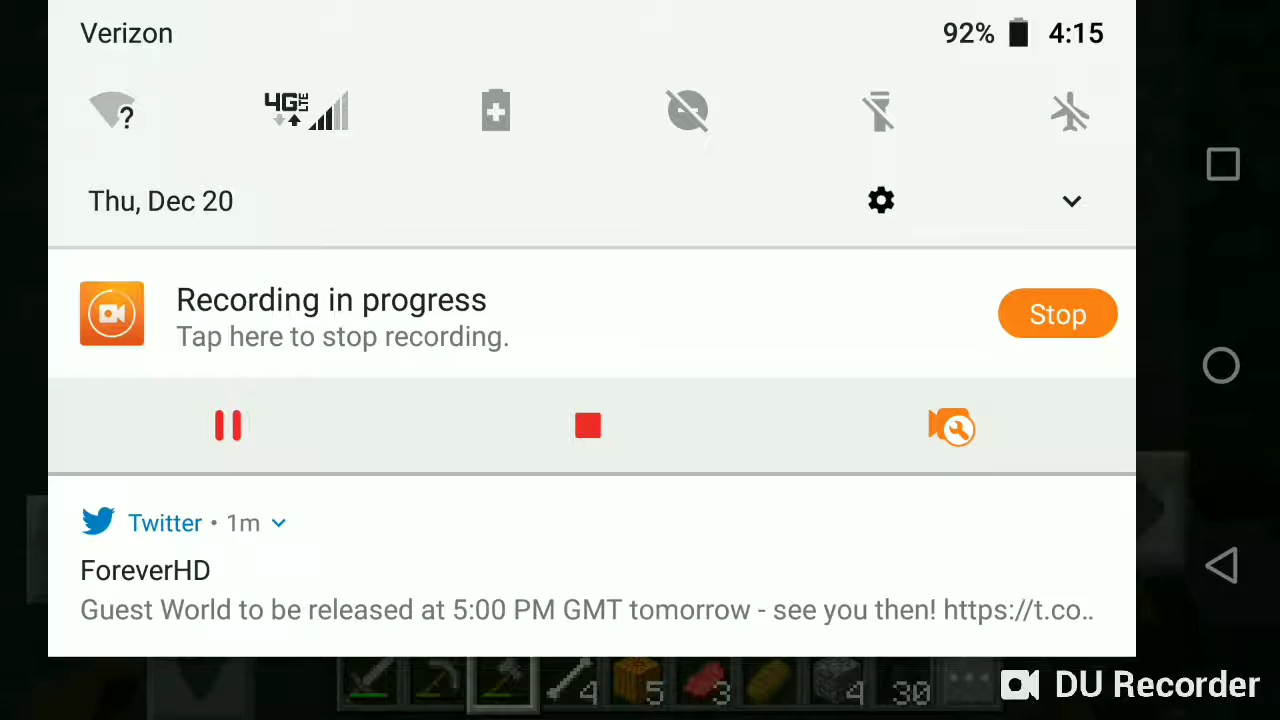 Verizon
92% 4:15
? 4G LTE
Thu, Dec 20
Recording in progress
Tap here to stop recording.
Stop
Twitter • 1m
ForeverHD
Guest World to be released at 5:00 PM GMT tomorrow - see you then! https://t.co..
4 5 3 4 30
DU Recorder